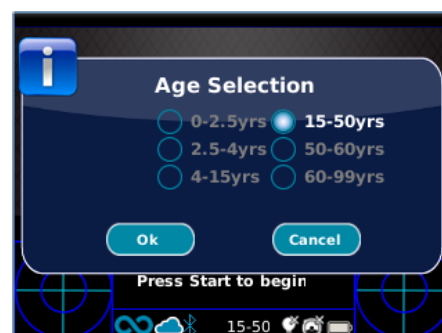 i
Age Selection
0-2.5yrs 15-50yrs
2.5-4yrs 50-60yrs
4-15yrs 60-99yrs
Ok Cancel
Press Start to begin
15-50